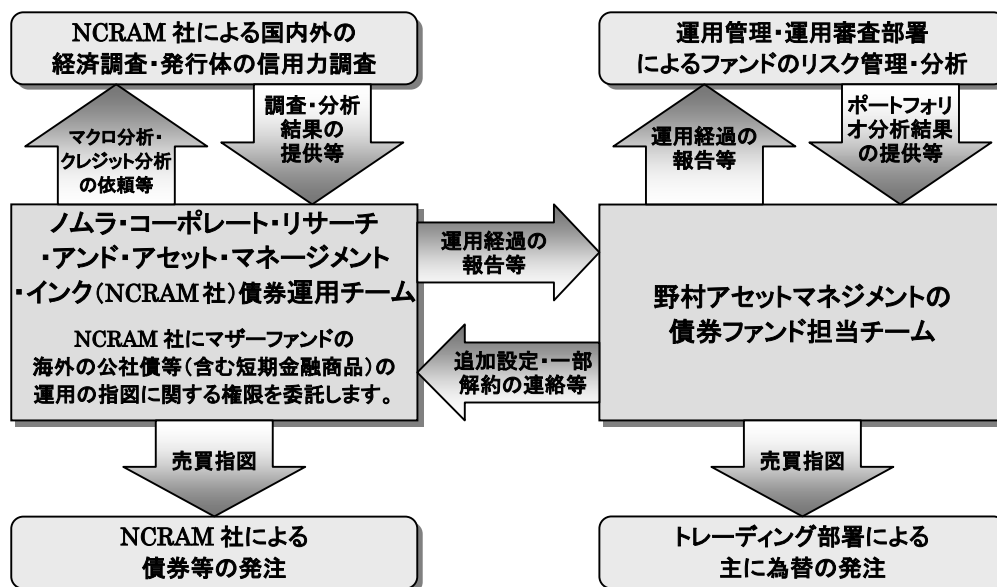 NCRAM 社による国内外の
経済調査・発行体の信用力調査
運用管理・運用審査部署
によるファンドのリスク管理・分析
マクロ分析・
クレジット分析
の依頼等
調査・分析
結果の
提供等
運用経過の
報告等
ポートフォリ
オ分析結果
の提供等
ノムラ・コーポレート・リサーチ
・アンド・アセット・マネージメント
・インク（NCRAM 社）債券運用チーム
NCRAM 社にマザーファンドの
海外の公社債等（含む短期金融商品）の
運用の指図に関する権限を委託します。
運用経過の
報告等
追加設定・一部
解約の連絡等
野村アセットマネジメントの
債券ファンド担当チーム
売買指図
売買指図
NCRAM 社による
債券等の発注
トレーディング部署による
主に為替の発注